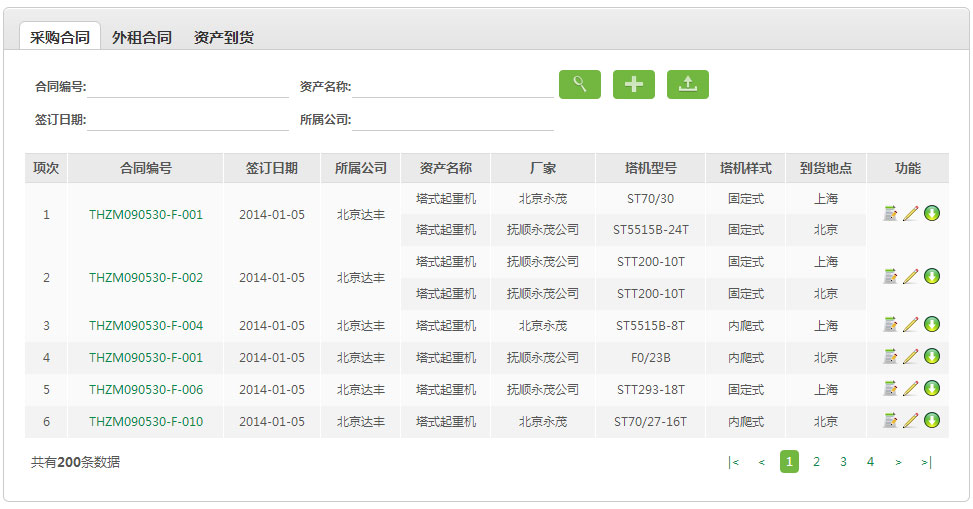 采购合同 外租合同 资产到货
合同编号: 资产名称:
签订日期: 所属公司:
项次 合同编号 签订日期 所属公司 资产名称 厂家 塔机型号 塔机样式 到货地点 功能
1 THZM090530-F-001 2014-01-05 北京达丰 塔式起重机 北京永茂 ST70/30 固定式 上海
塔式起重机 抚顺永茂公司 ST5515B-24T 固定式 北京
2 THZM090530-F-002 2014-01-05 北京达丰 塔式起重机 抚顺永茂公司 STT200-10T 固定式 上海
塔式起重机 抚顺永茂公司 STT200-10T 固定式 北京
3 THZM090530-F-004 2014-01-05 北京达丰 塔式起重机 北京永茂 ST5515B-8T 内爬式 上海
4 THZM090530-F-001 2014-01-05 北京达丰 塔式起重机 抚顺永茂公司 F0/23B 内爬式 北京
5 THZM090530-F-006 2014-01-05 北京达丰 塔式起重机 抚顺永茂公司 STT293-18T 固定式 上海
6 THZM090530-F-010 2014-01-05 北京达丰 塔式起重机 北京永茂 ST70/27-16T 内爬式 北京
共有200条数据 |< < 1 2 3 4 > >|